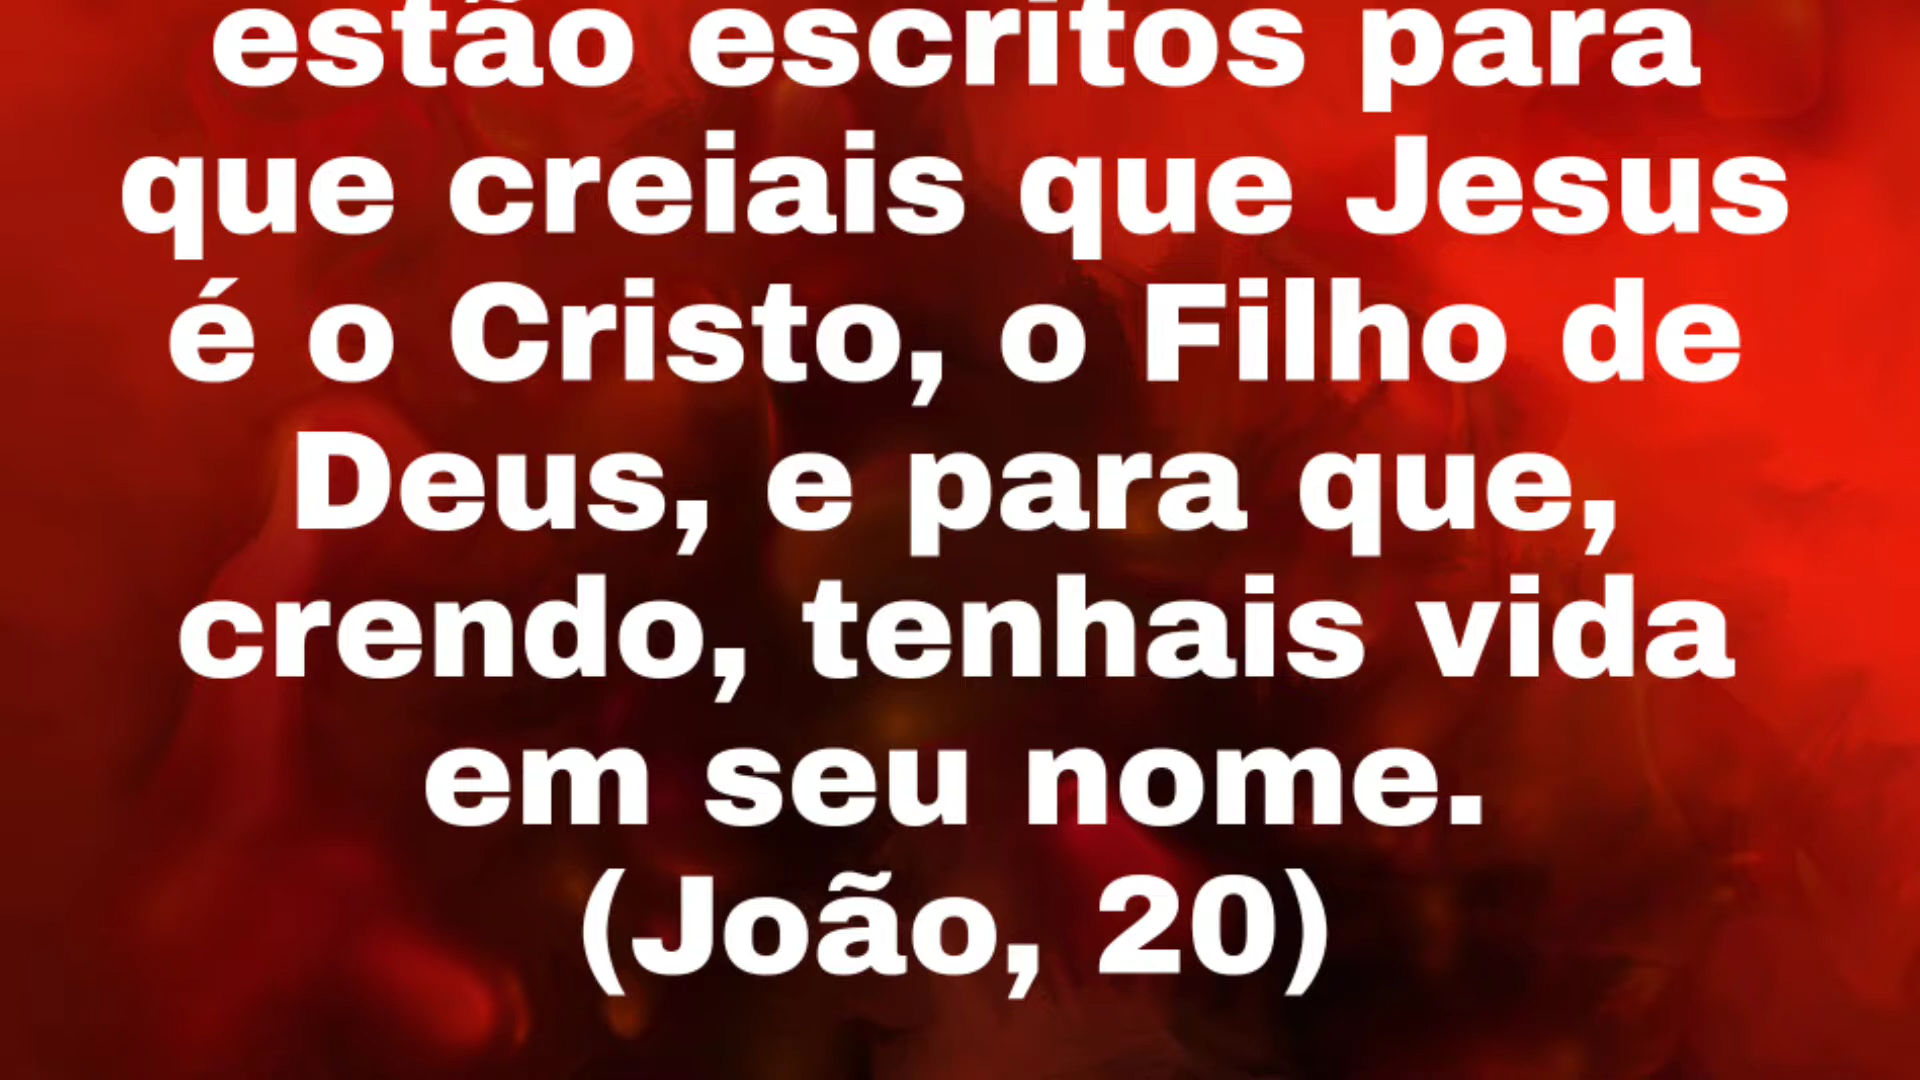 estão escritos para
que creiais que Jesus
é o Cristo, o Filho de
Deus, e para que,
crendo, tenhais vida
em seu nome.
(João, 20)